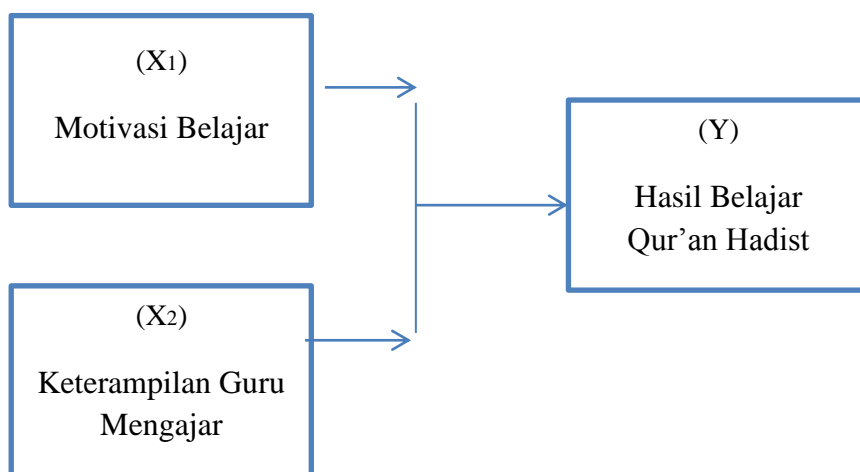 (X1)
Motivasi Belajar
(Y)
Hasil Belajar
Qur’an Hadist
(X2)
Keterampilan Guru
Mengajar